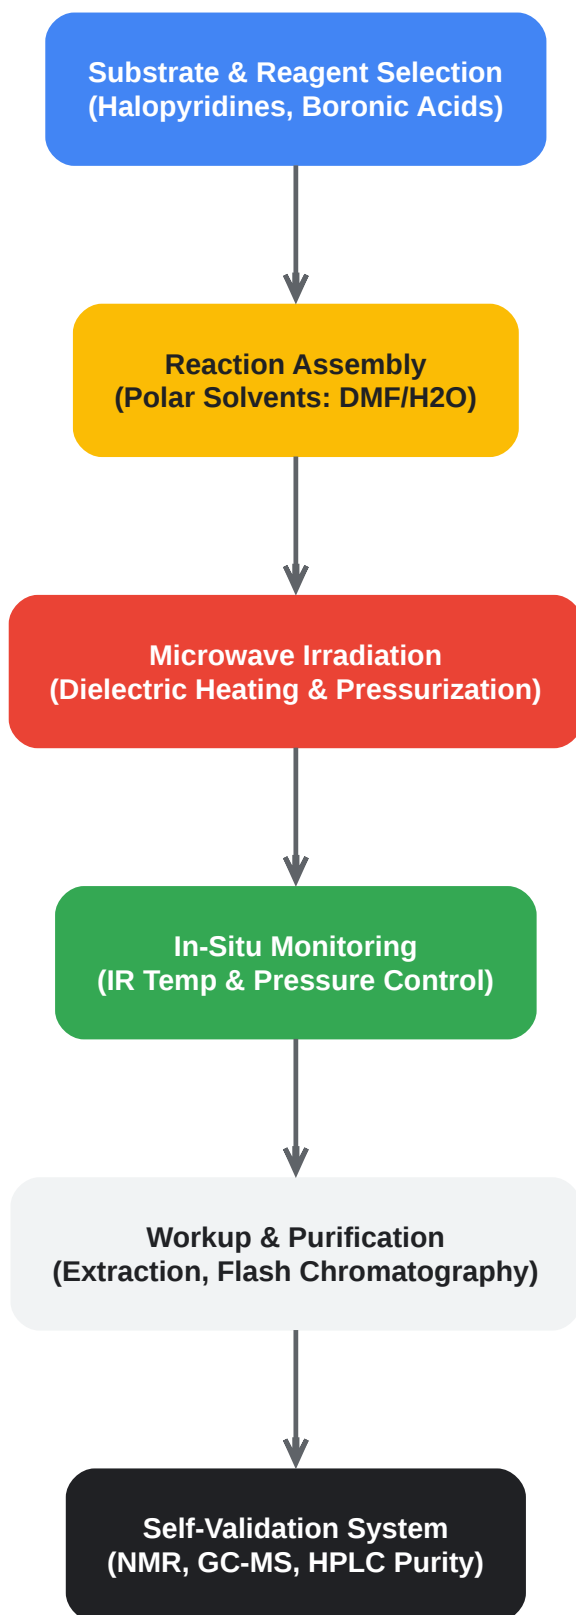 Substrate & Reagent Selection
(Halopyridines, Boronic Acids)
Reaction Assembly
(Polar Solvents: DMF/H2O)
Microwave Irradiation
(Dielectric Heating & Pressurization)
In-Situ Monitoring
(IR Temp & Pressure Control)
Workup & Purification
(Extraction, Flash Chromatography)
Self-Validation System
(NMR, GC-MS, HPLC Purity)